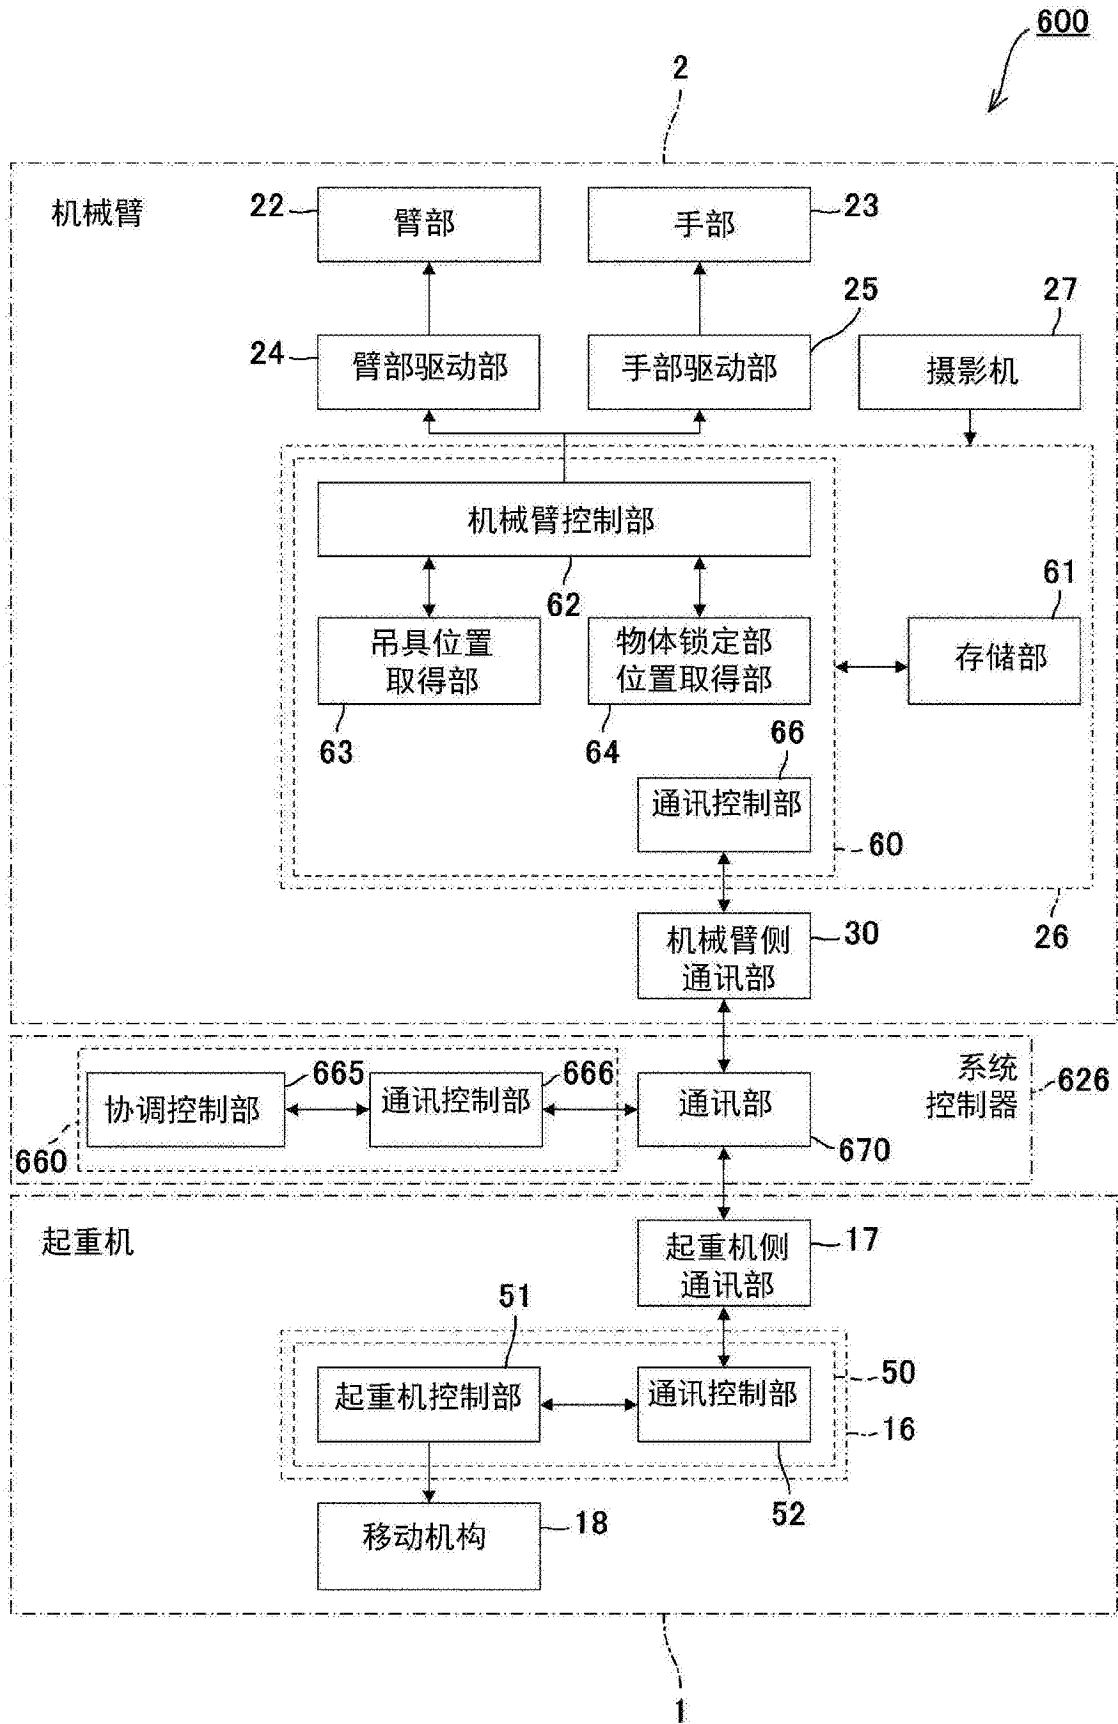 600
2
机械臂
22
臂部
手部
23
24
臂部驱动部
手部驱动部
25
27
摄影机
机械臂控制部
62
61
吊具位置
取得部
63
物体锁定部
位置取得部
64
存储部
66
通讯控制部
60
26
机械臂侧
通讯部
30
665
协调控制部
666
通讯控制部
660
通讯部
670
系统
控制器
626
起重机
起重机侧
通讯部
17
51
起重机控制部
通讯控制部
50
16
52
移动机构
18
1